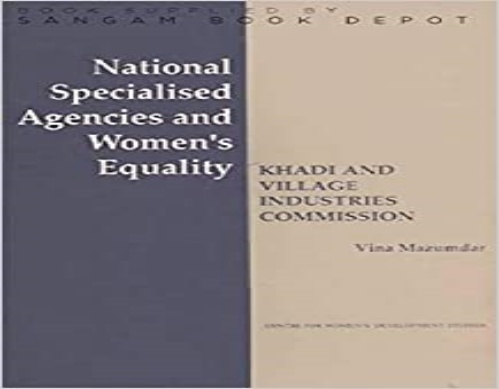 BOOK SUPPLIED BY
SANGAM BOOK DEPOT
National
Specialised
Agencies and
Women's
Equality
KHADI AND
VILLAGE
INDUSTRIES
COMMISSION
Vina Mazumdar
CENTRE FOR WOMEN'S DEVELOPMENT STUDIES